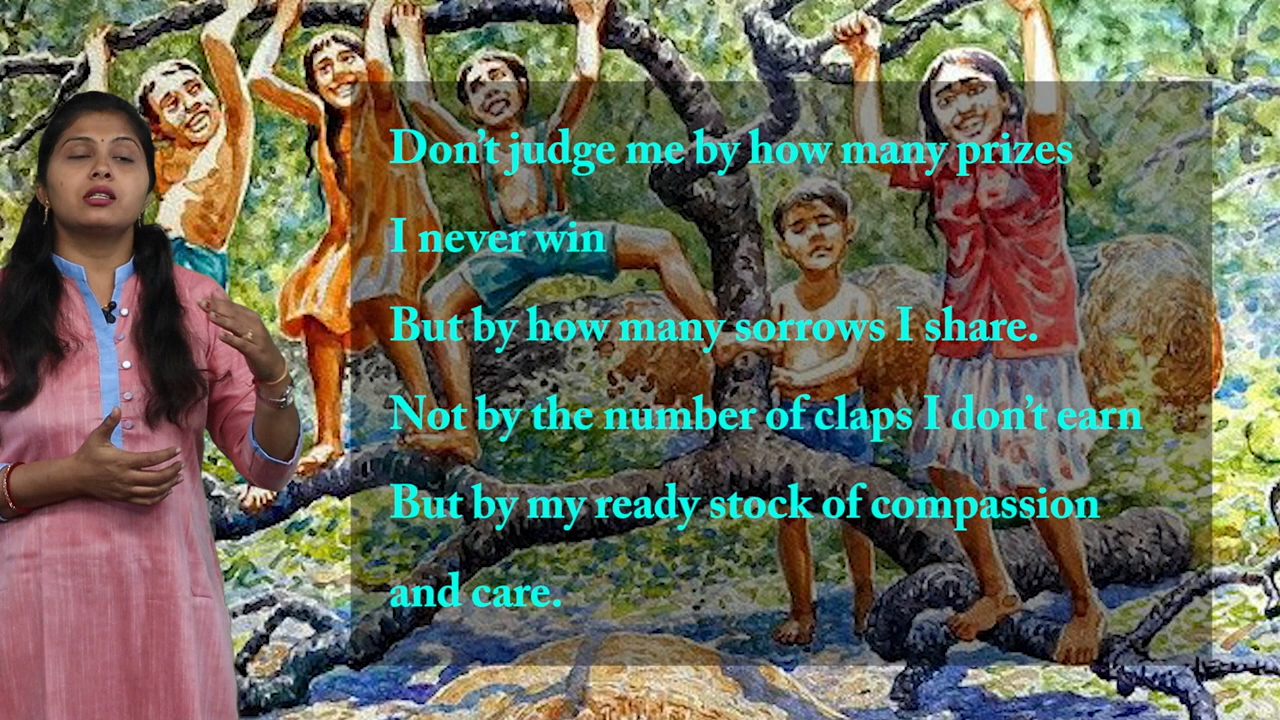 Don't judge me by how many prizes
I never win
But by how many sorrows I share.
Not by the number of claps I don't earn
But by my ready stock of compassion
and care.